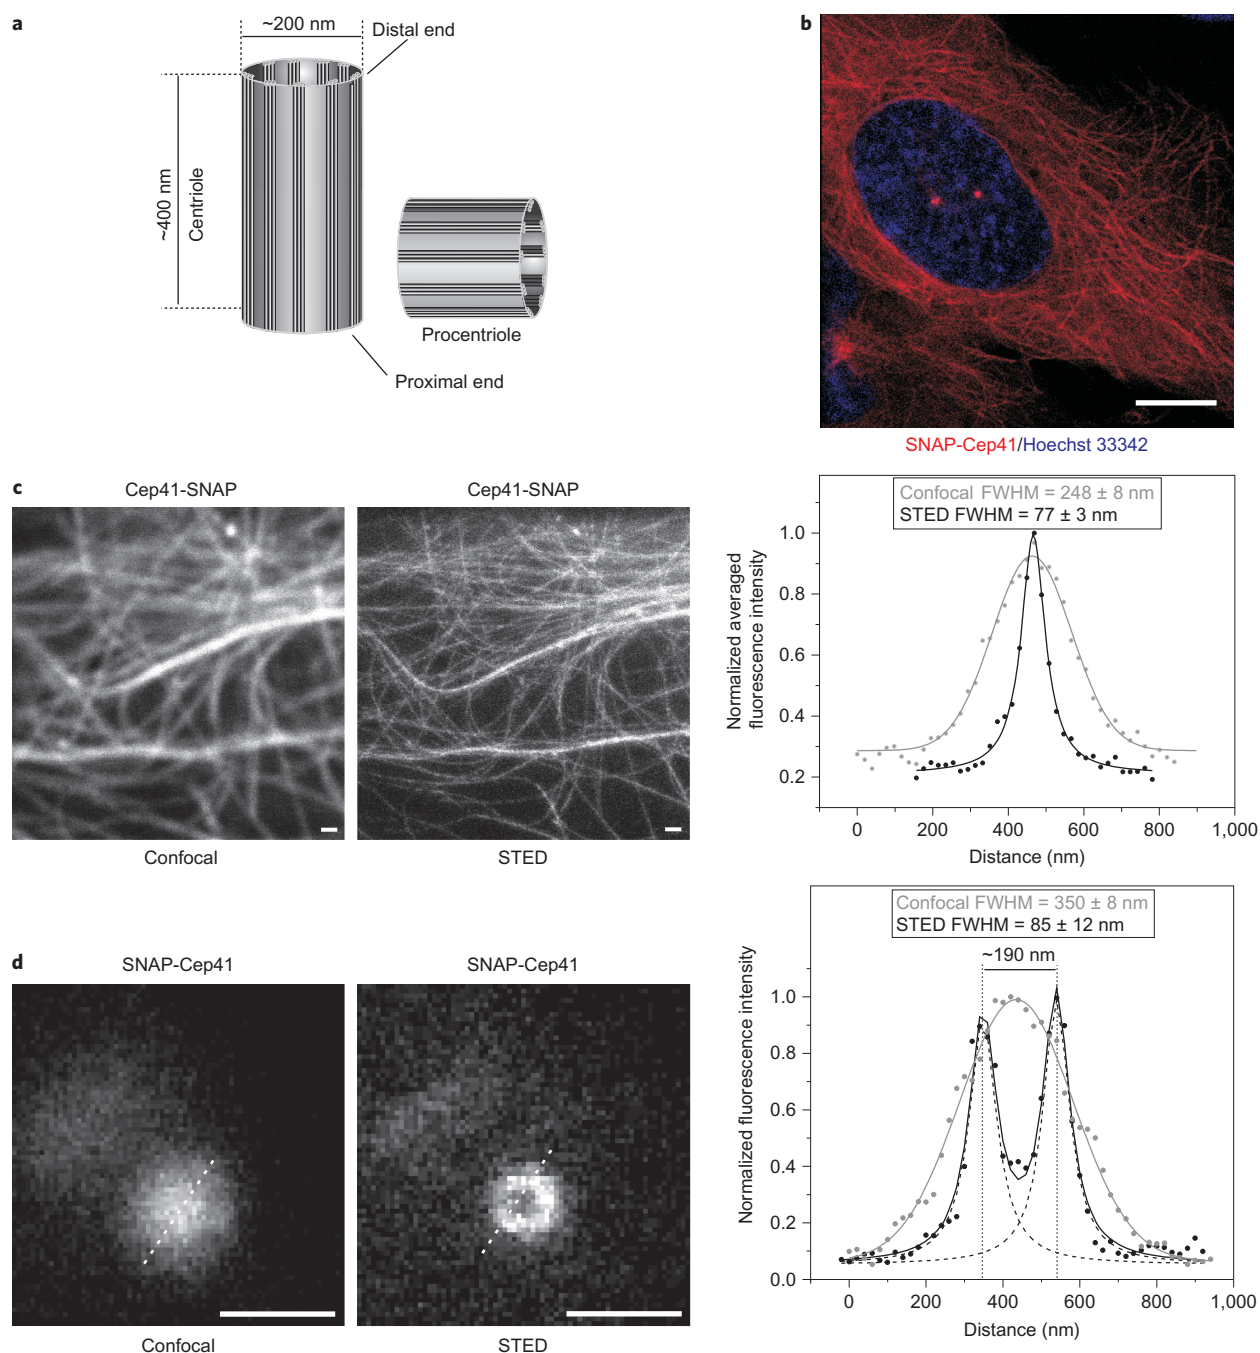 a
~200 nm
Distal end
~400 nm
Centriole
Procentriole
Proximal end
b
SNAP-Cep41/Hoechst 33342
c
Cep41-SNAP
Cep41-SNAP
Confocal
STED
Confocal FWHM = 248 ± 8 nm
STED FWHM = 77 ± 3 nm
Normalized averaged
fluorescence intensity
1.0
0.8
0.6
0.4
0.2
0
200
400
600
800
1,000
Distance (nm)
d
SNAP-Cep41
SNAP-Cep41
Confocal
STED
Confocal FWHM = 350 ± 8 nm
STED FWHM = 85 ± 12 nm
~190 nm
Normalized fluorescence intensity
1.0
0.8
0.6
0.4
0.2
0.0
0
200
400
600
800
1,000
Distance (nm)